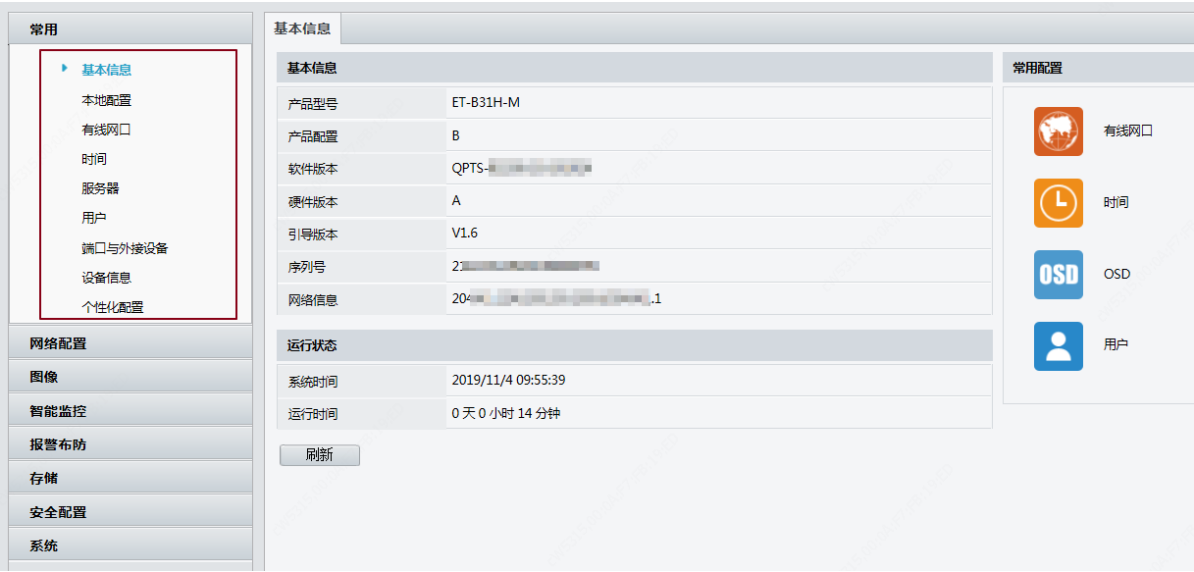 常用
基本信息
本地配置
有线网口
时间
服务器
用户
端口与外接设备
设备信息
个性化配置
网络配置
图像
智能监控
报警布防
存储
安全配置
系统
基本信息
基本信息
产品型号 ET-B31H-M
产品配置 B
软件版本 QPTS-
硬件版本 A
引导版本 V1.6
序列号 21
网络信息 204 .1
运行状态
系统时间 2019/11/4 09:55:39
运行时间 0 天 0 小时 14 分钟
刷新
常用配置
有线网口
时间
OSD OSD
用户